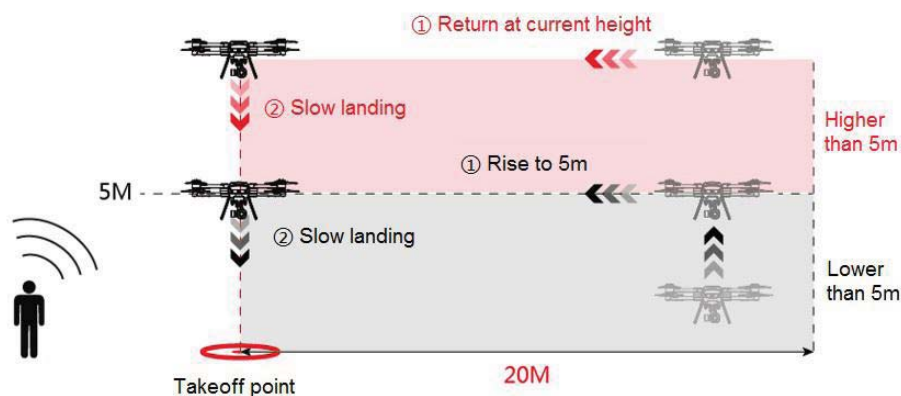 ① Return at current height
② Slow landing
Higher
than 5m
① Rise to 5m
5M
② Slow landing
Lower
than 5m
20M
Takeoff point